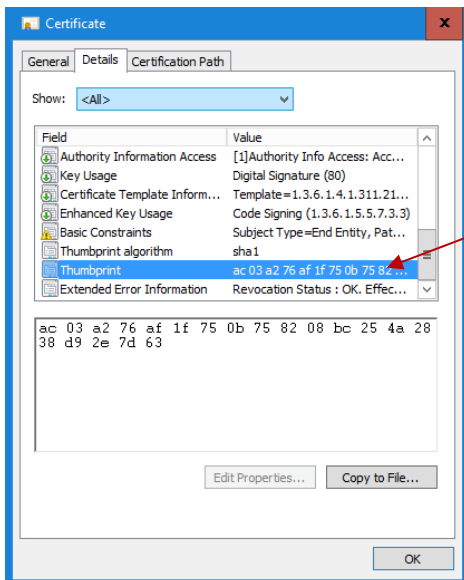 Certificate
x
General Details Certification Path
Show: <All>
Field Value
Authority Information Access [1]Authority Info Access: Acc...
Key Usage Digital Signature (80)
Certificate Template Inform... Template=1.3.6.1.4.1.311.21...
Enhanced Key Usage Code Signing (1.3.6.1.5.5.7.3.3)
Basic Constraints Subject Type=End Entity, Pat...
Thumbprint algorithm sha1
Thumbprint ac 03 a2 76 af 1f 75 0b 75 82 ...
Extended Error Information Revocation Status : OK. Effec...
ac 03 a2 76 af 1f 75 0b 75 82 08 bc 25 4a 28
38 d9 2e 7d 63
Edit Properties... Copy to File...
OK